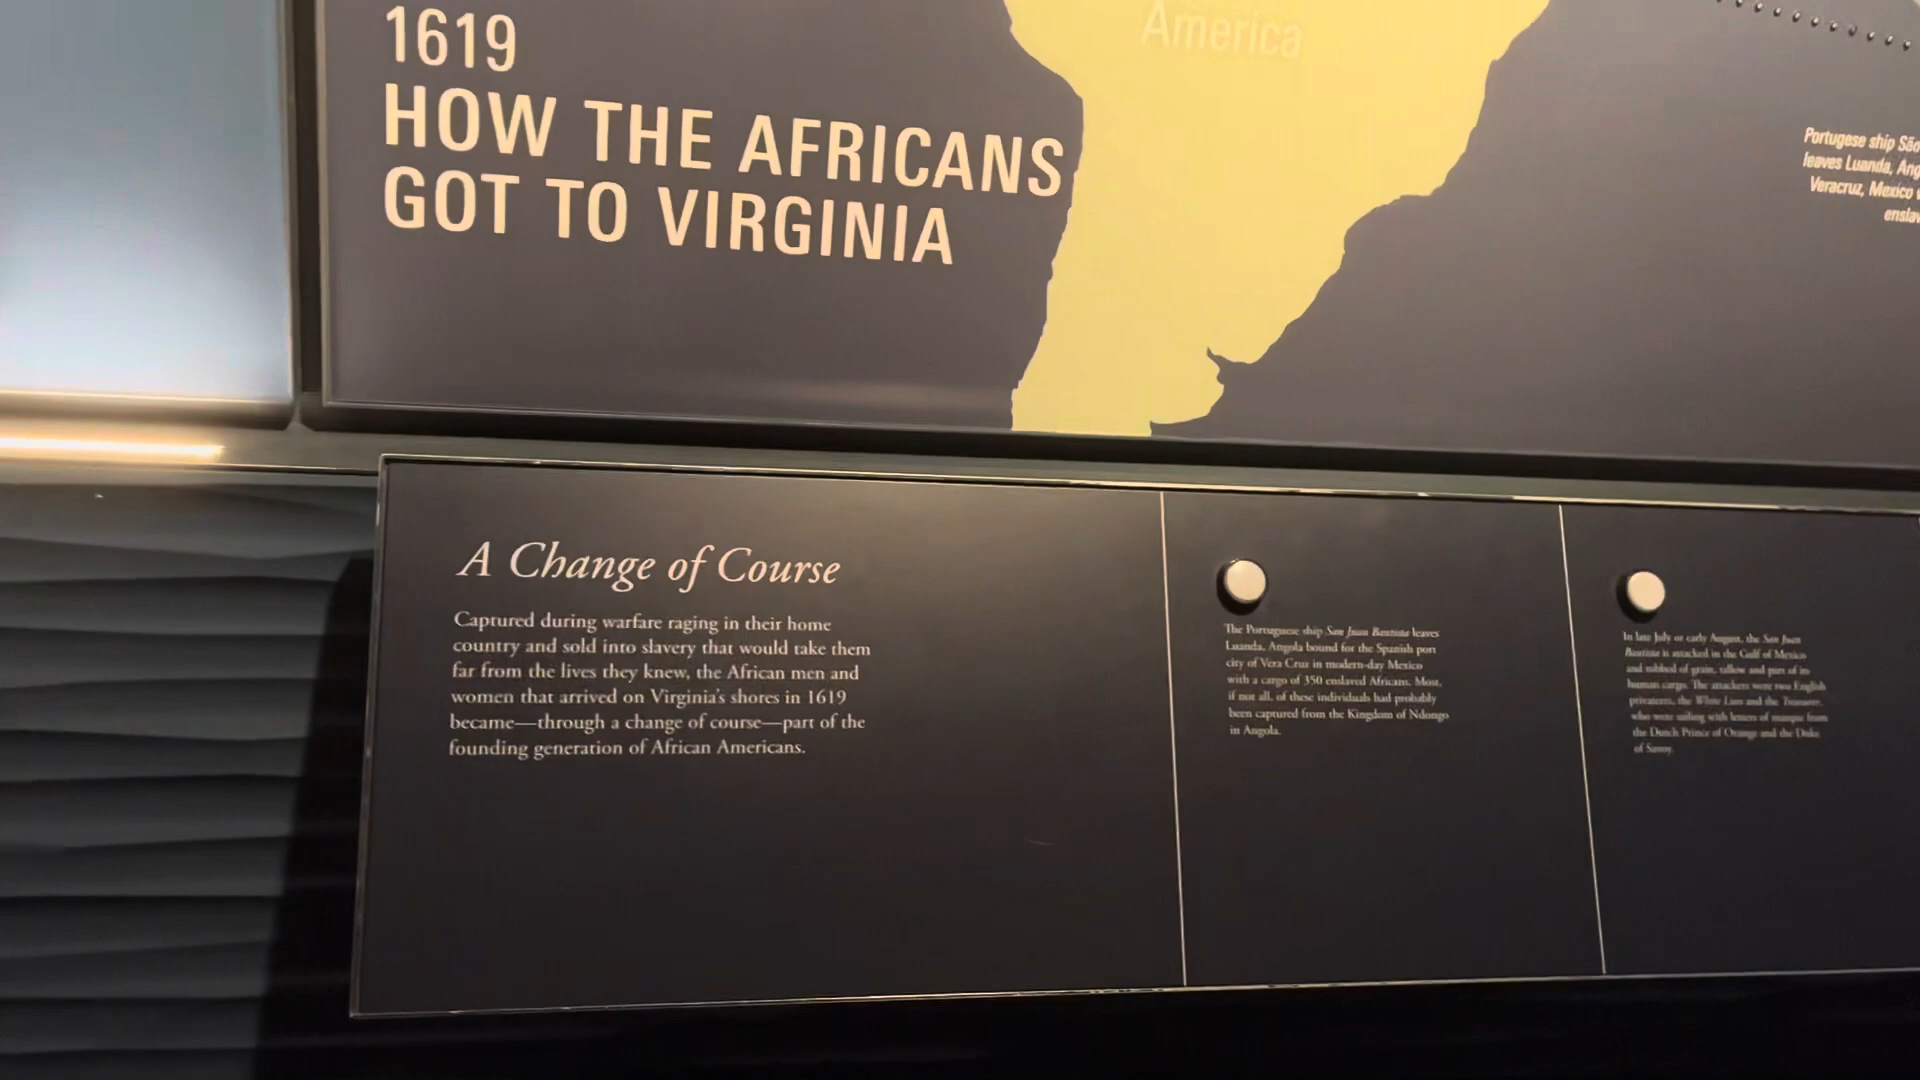 1619
HOW THE AFRICANS
GOT TO VIRGINIA
America
Portugese ship São
leaves Luanda, Ang
Veracruz, Mexico
enslav
A Change of Course
Captured during warfare raging in their home
country and sold into slavery that would take them
far from the lives they knew, the African men and
women that arrived on Virginia's shores in 1619
became—through a change of course—part of the
founding generation of African Americans.
The Portuguese ship San Juan Bautista leaves
Luanda, Angola bound for the Spanish port
city of Vera Cruz in modern-day Mexico
with a cargo of 350 enslaved Africans. Most,
if not all, of these individuals had probably
been captured from the Kingdom of Ndongo
in Angola.
In late July or early August, the San Juan
Bautista is attacked in the Gulf of Mexico
and robbed of grain, tallow and part of its
human cargo. The attackers were two English
privateers, the White Lion and the Treasurer,
who were sailing with letters of marque from
the Dutch Prince of Orange and the Duke
of Savoy.